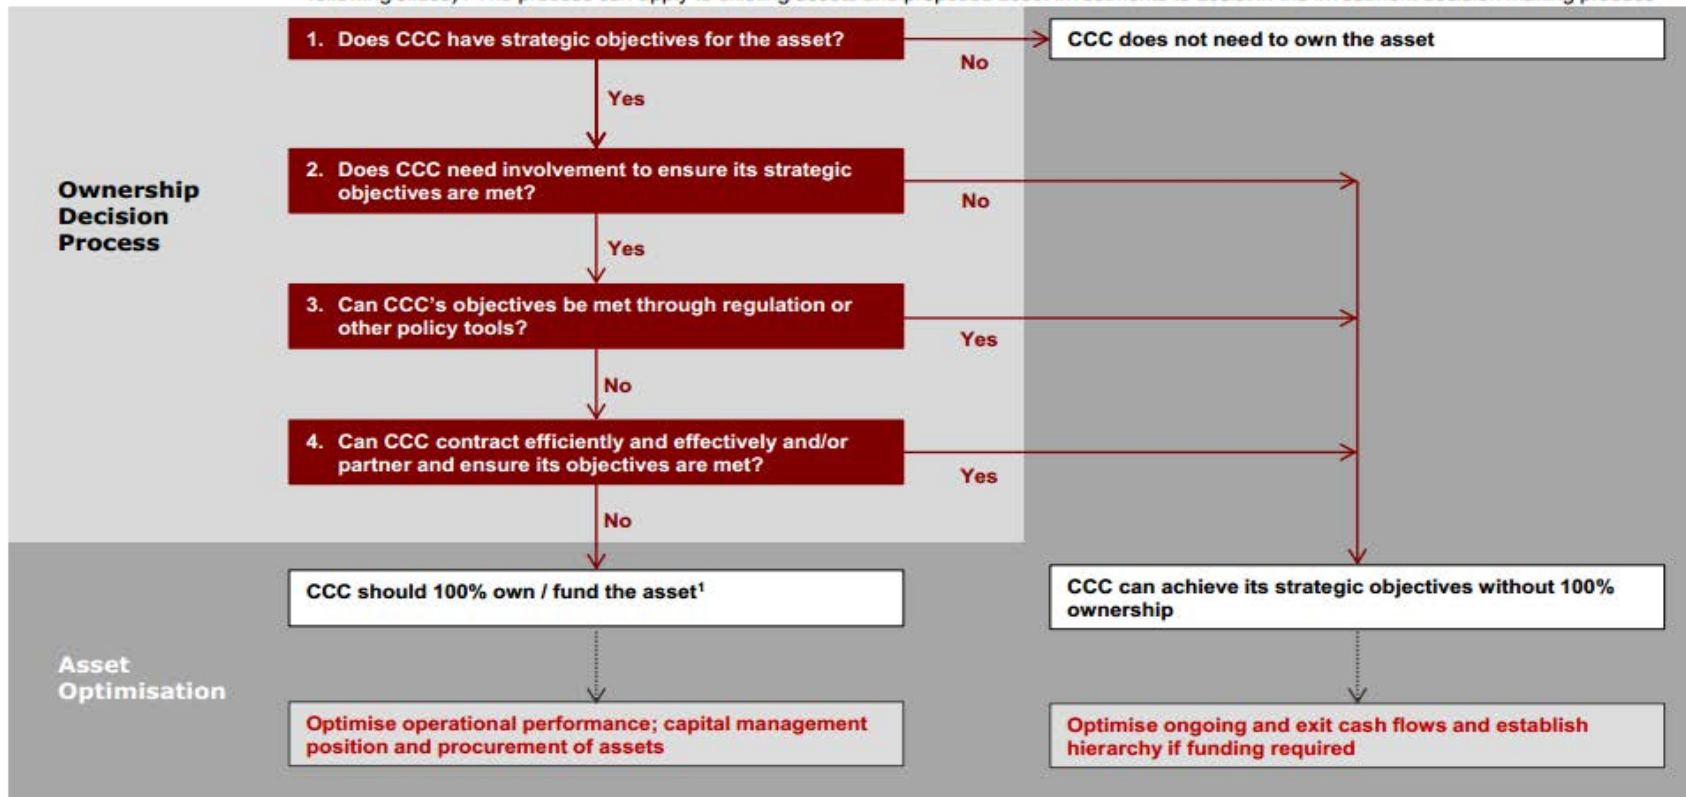 1. Does CCC have strategic objectives for the asset?
CCC does not need to own the asset
No
Yes
2. Does CCC need involvement to ensure its strategic
objectives are met?
No
Ownership
Decision
Process
Yes
3. Can CCC's objectives be met through regulation or
other policy tools?
Yes
No
4. Can CCC contract efficiently and effectively and/or
partner and ensure its objectives are met?
Yes
No
CCC should 100% own / fund the asset¹
CCC can achieve its strategic objectives without 100%
ownership
Asset
Optimisation
Optimise operational performance; capital management
position and procurement of assets
Optimise ongoing and exit cash flows and establish
hierarchy if funding required